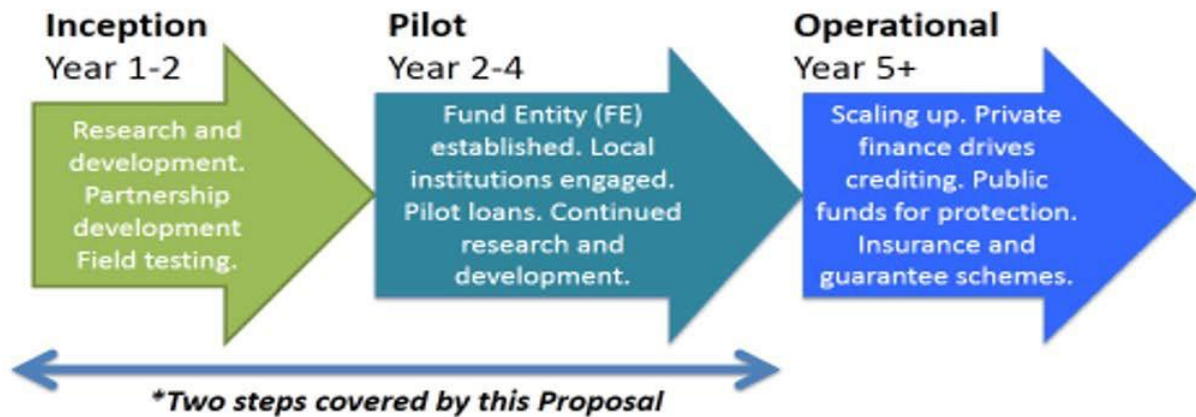 Inception
Year 1-2
Research and
development.
Partnership
development
Field testing.
Pilot
Year 2-4
Fund Entity (FE)
established. Local
institutions engaged.
Pilot loans. Continued
research and
development.
Operational
Year 5+
Scaling up. Private
finance drives
crediting. Public
funds for protection.
Insurance and
guarantee schemes.
*Two steps covered by this Proposal